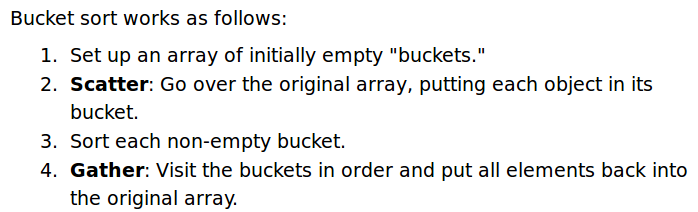 Bucket sort works as follows:
1. Set up an array of initially empty "buckets."
2. Scatter: Go over the original array, putting each object in its
bucket.
3. Sort each non-empty bucket.
4. Gather: Visit the buckets in order and put all elements back into
the original array.